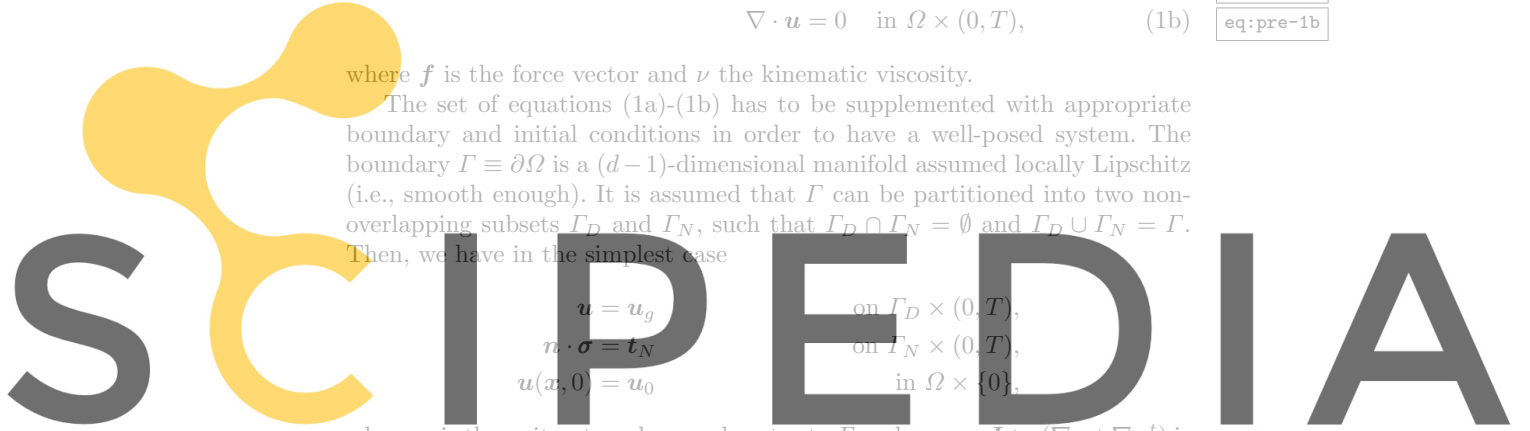 ∇ · u = 0 in Ω × (0, T), (1b) eq:pre-1b
where f is the force vector and ν the kinematic viscosity.
The set of equations (1a)-(1b) has to be supplemented with appropriate
boundary and initial conditions in order to have a well-posed system. The
boundary Γ ≡ ∂Ω is a (d − 1)-dimensional manifold assumed locally Lipschitz
(i.e., smooth enough). It is assumed that Γ can be partitioned into two non-
overlapping subsets Γ_D and Γ_N, such that Γ_D ∩ Γ_N = ∅ and Γ_D ∪ Γ_N = Γ.
Then, we have in the simplest case
u = u_g on Γ_D × (0, T),
n · σ = t_N on Γ_N × (0, T),
u(x, 0) = u_0 in Ω × {0},
SCIPEDIA